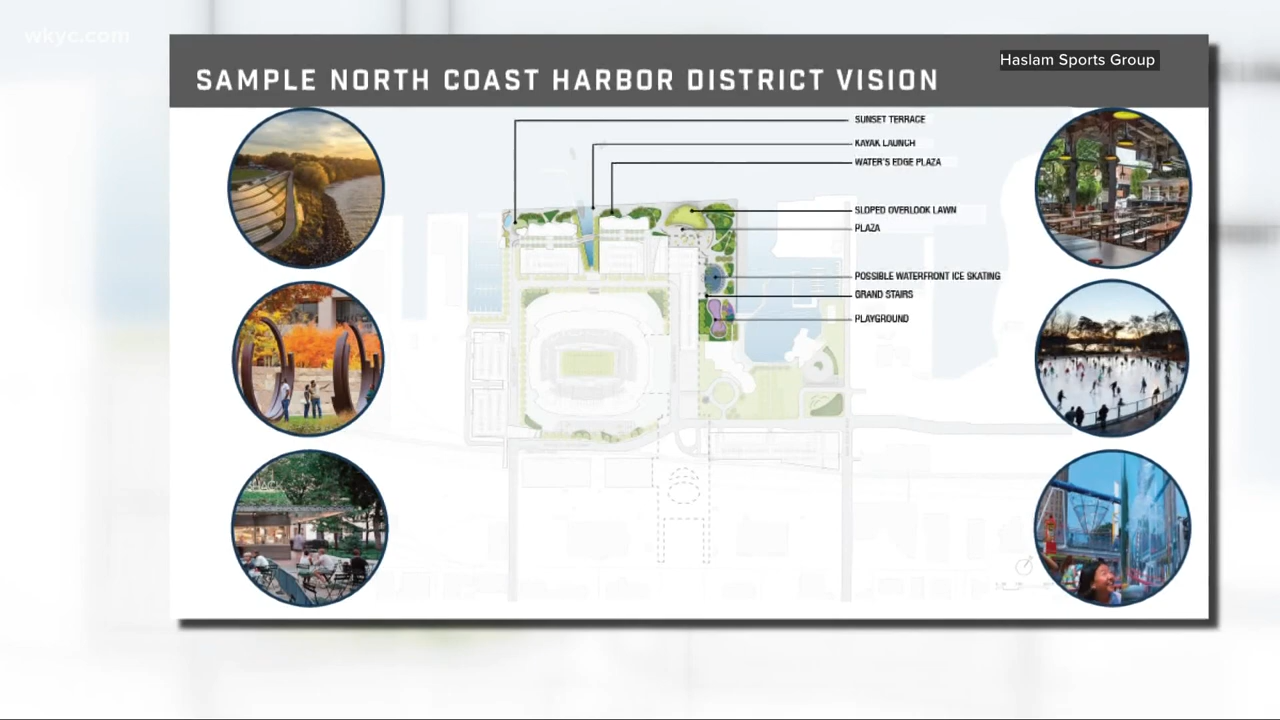 wkyc.com
Haslam Sports Group
SAMPLE NORTH COAST HARBOR DISTRICT VISION
SUNSET TERRACE
KAYAK LAUNCH
WATER'S EDGE PLAZA
SLOPED OVERLOOK LAWN
PLAZA
POSSIBLE WATERFRONT ICE SKATING
GRAND STAIRS
PLAYGROUND